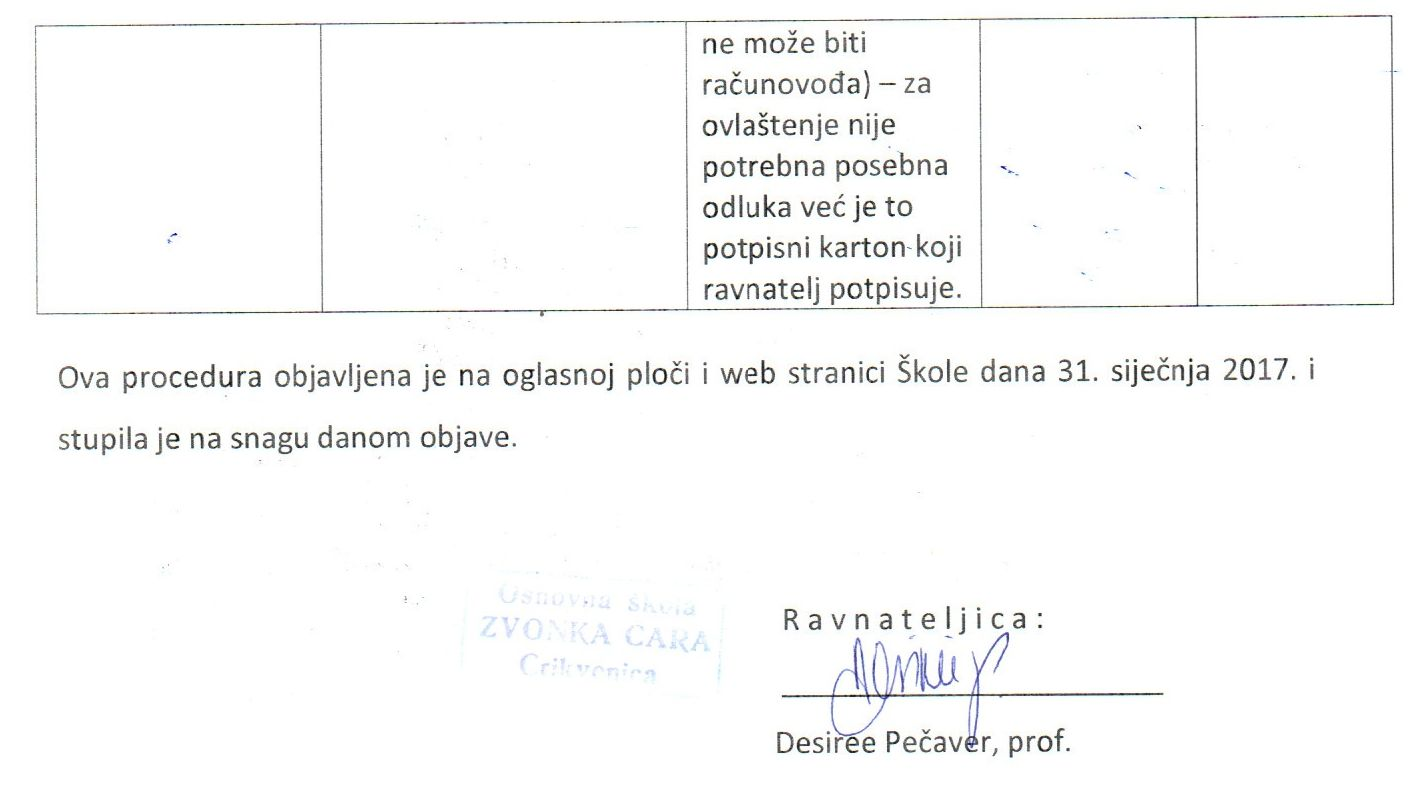 ne može biti
računovođa) – za
ovlaštenje nije
potrebna posebna
odluka već je to
potpisni karton koji
ravnatelj potpisuje.
Ova procedura objavljena je na oglasnoj ploči i web stranici Škole dana 31. siječnja 2017. i
stupila je na snagu danom objave.
Osnovna škola
ZVONKA CARA
Crikvenica
Ravnateljica:
Desiree Pečaver, prof.